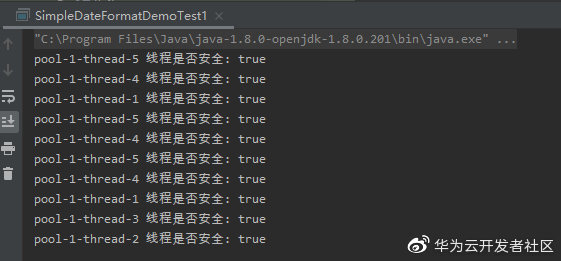 SimpleDateFormatDemoTest1
"C:\Program Files\Java\java-1.8.0-openjdk-1.8.0.201\bin\java.exe" ...
pool-1-thread-5 线程是否安全: true
pool-1-thread-4 线程是否安全: true
pool-1-thread-1 线程是否安全: true
pool-1-thread-5 线程是否安全: true
pool-1-thread-4 线程是否安全: true
pool-1-thread-5 线程是否安全: true
pool-1-thread-4 线程是否安全: true
pool-1-thread-1 线程是否安全: true
pool-1-thread-3 线程是否安全: true
pool-1-thread-2 线程是否安全: true
华为云开发者社区